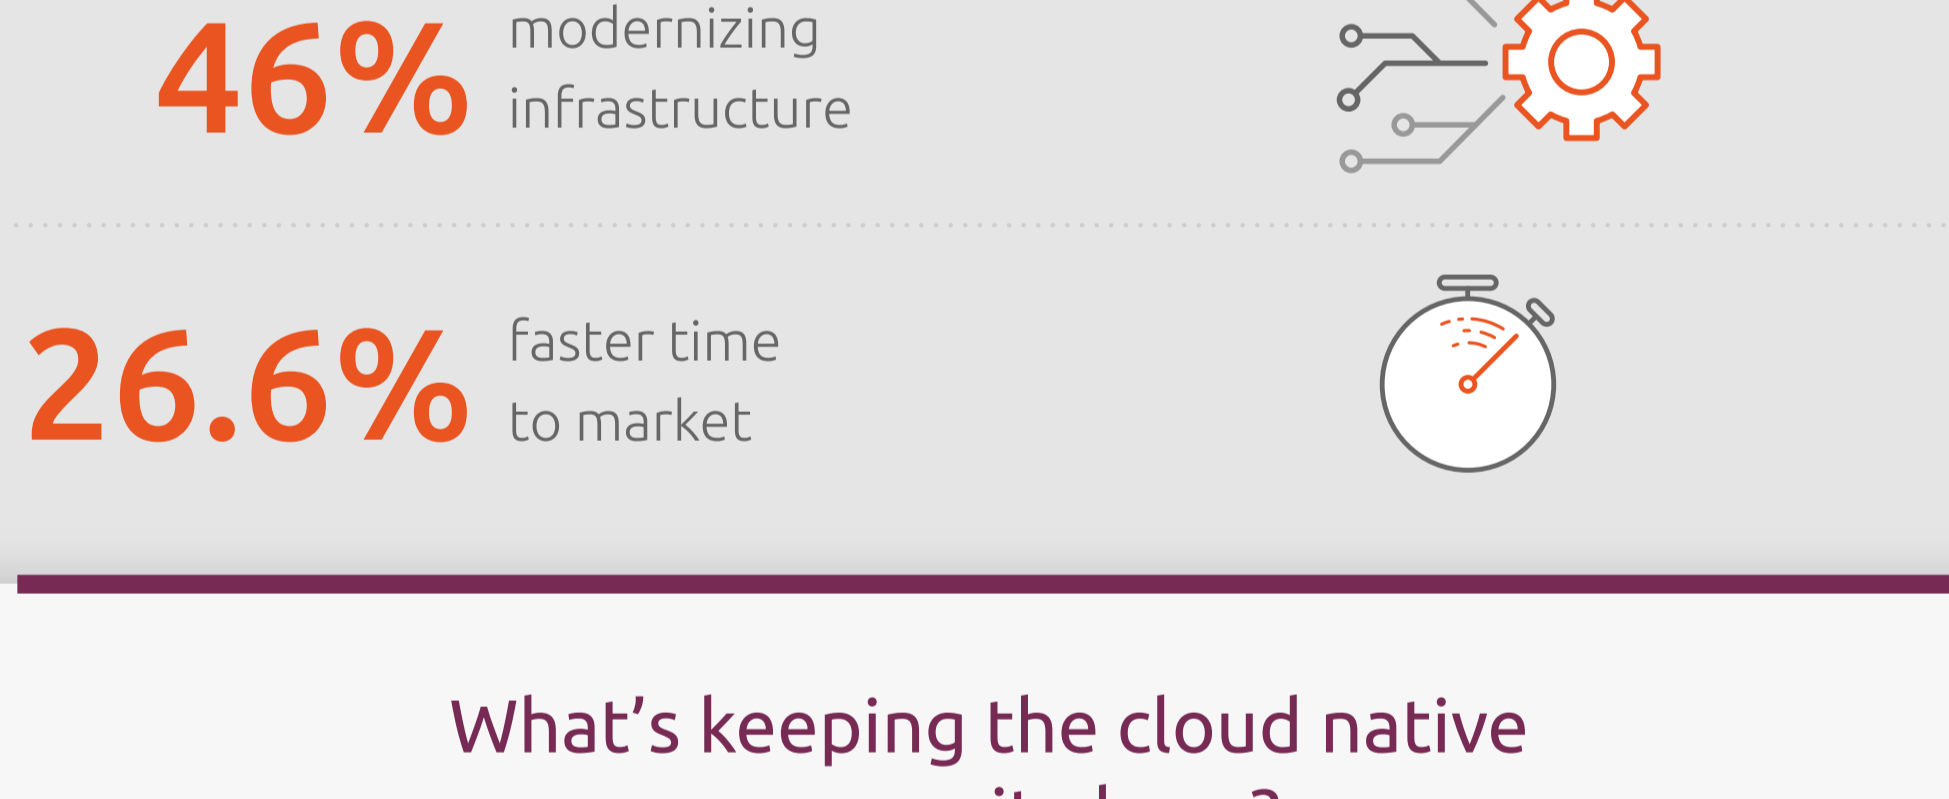 46%
modernizing
infrastructure
26.6%
faster time
to market
What’s keeping the cloud native